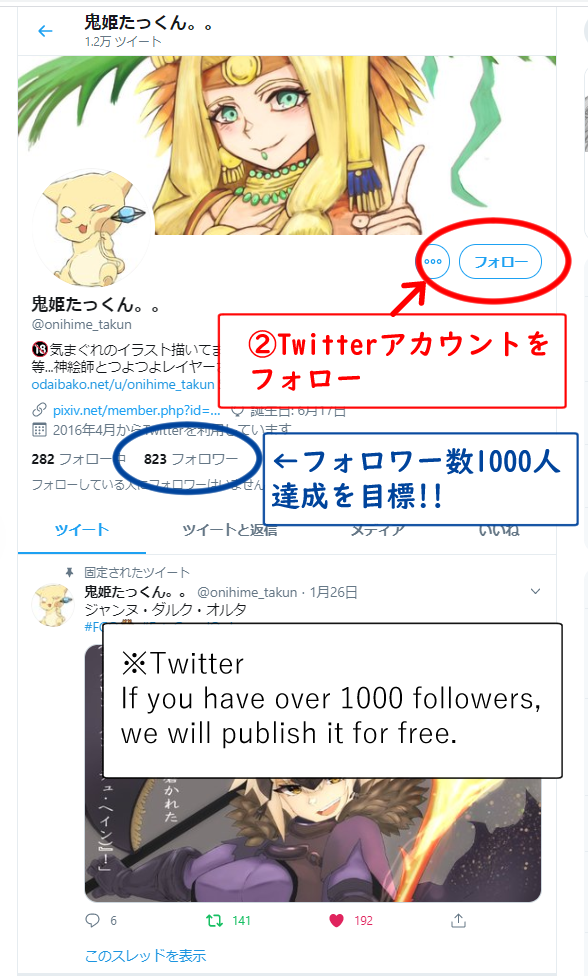 鬼姫たっくん。。
1.2万 ツイート
フォロー
鬼姫たっくん。。
@onihime_takun
②Twitterアカウントを
フォロー
🔞気まぐれのイラスト描いてま
等...神絵師とつよつよレイヤー
odaibako.net/u/onihime_takun
pixiv.net/member.php?id=... 誕生日: 6月17日
2016年4月からTwitterを利用しています
282 フォロー中 823 フォロワー
←フォロワー数1000人
達成を目標!!
フォローしている人にフォロワーはいません
ツイート ツイートと返信 メディア いいね
固定されたツイート
鬼姫たっくん。。 @onihime_takun · 1月26日
ジャンヌ・ダルク・オルタ
※Twitter
If you have over 1000 followers,
we will publish it for free.
6 141 192
このスレッドを表示